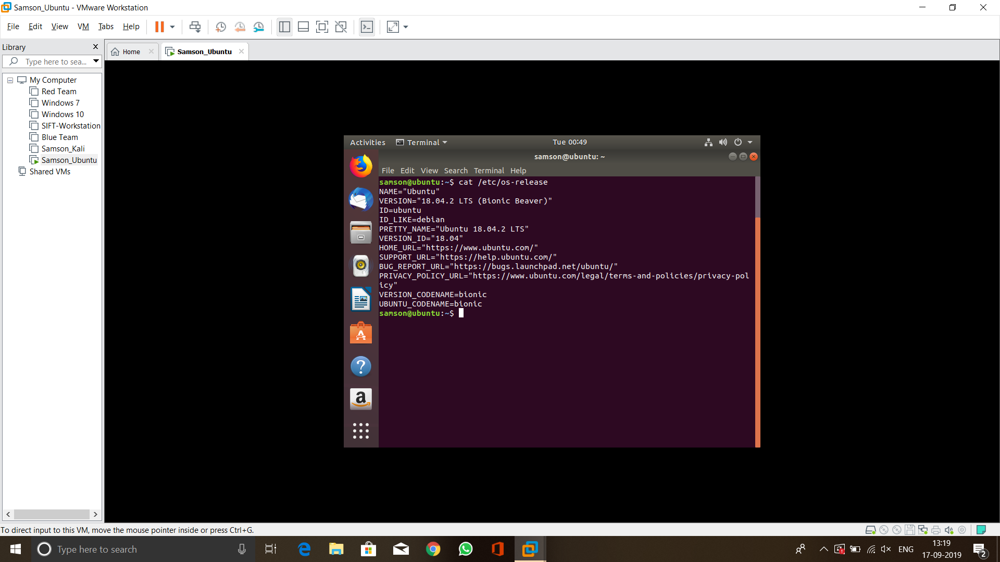 Samson_Ubuntu - VMware Workstation
File Edit View VM Tabs Help
Library
Home
Samson_Ubuntu
Type here to sea...
My Computer
Red Team
Windows 7
Windows 10
SIFT-Workstation
Blue Team
Samson_Kali
Samson_Ubuntu
Shared VMs
Activities Terminal Tue 00:49
samson@ubuntu: ~
File Edit View Search Terminal Help
samson@ubuntu:~$ cat /etc/os-release
NAME="Ubuntu"
VERSION="18.04.2 LTS (Bionic Beaver)"
ID=ubuntu
ID_LIKE=debian
PRETTY_NAME="Ubuntu 18.04.2 LTS"
VERSION_ID="18.04"
HOME_URL="https://www.ubuntu.com/"
SUPPORT_URL="https://help.ubuntu.com/"
BUG_REPORT_URL="https://bugs.launchpad.net/ubuntu/"
PRIVACY_POLICY_URL="https://www.ubuntu.com/legal/terms-and-policies/privacy-pol
icy"
VERSION_CODENAME=bionic
UBUNTU_CODENAME=bionic
samson@ubuntu:~$
To direct input to this VM, move the mouse pointer inside or press Ctrl+G.
Type here to search
ENG
13:19
17-09-2019
2